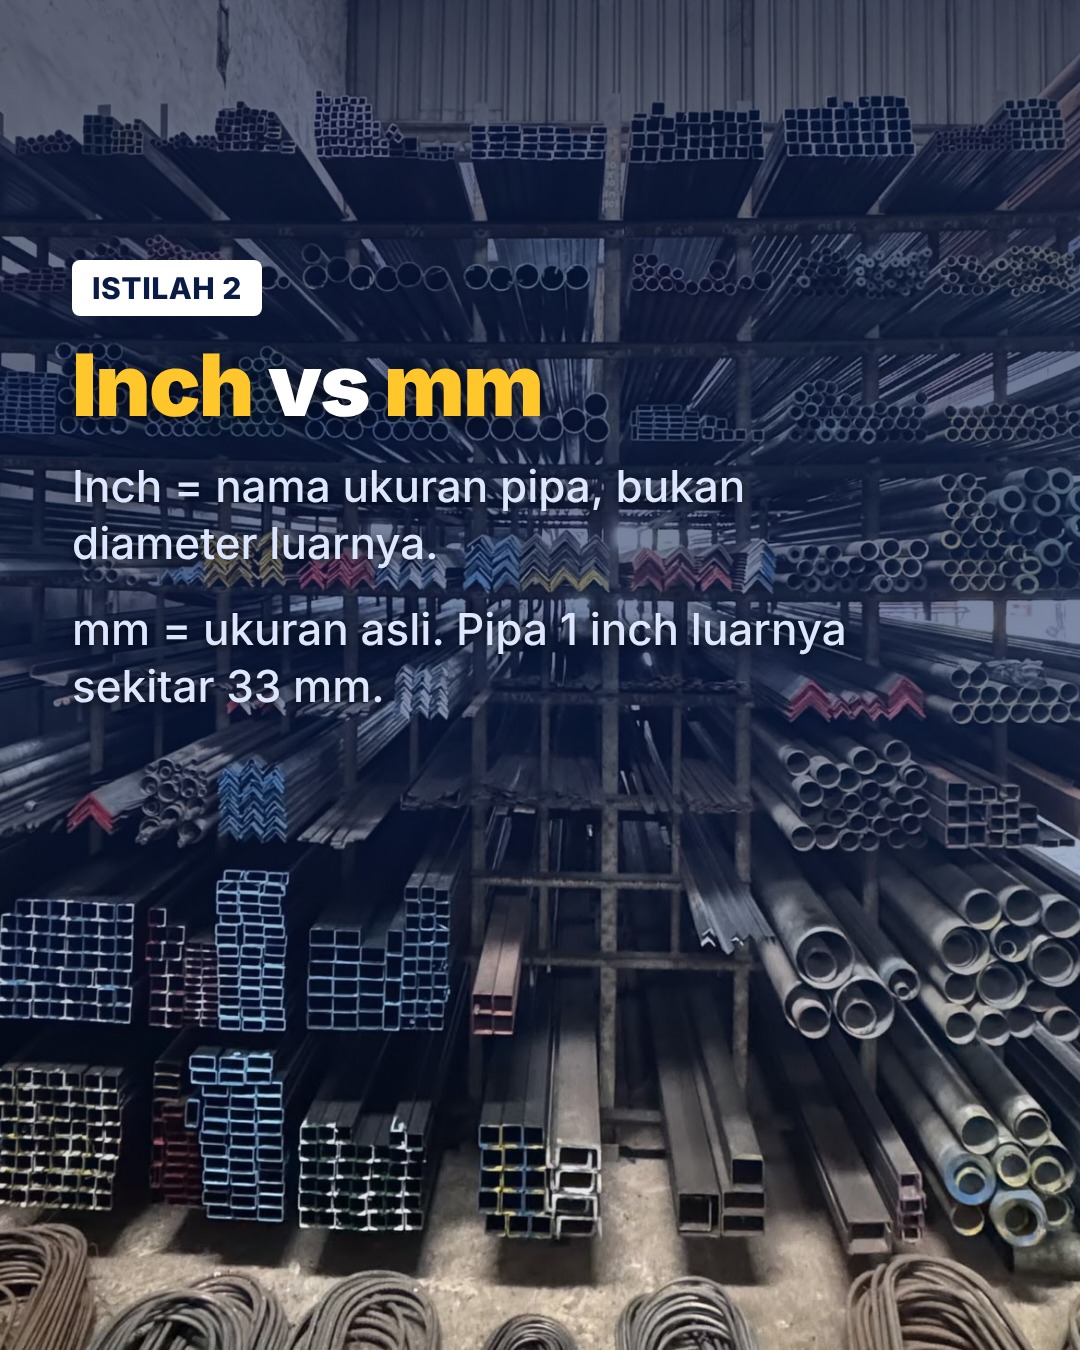 ISTILAH 2
Inch vs mm
Inch = nama ukuran pipa, bukan
diameter luarnya.
mm = ukuran asli. Pipa 1 inch luarnya
sekitar 33 mm.